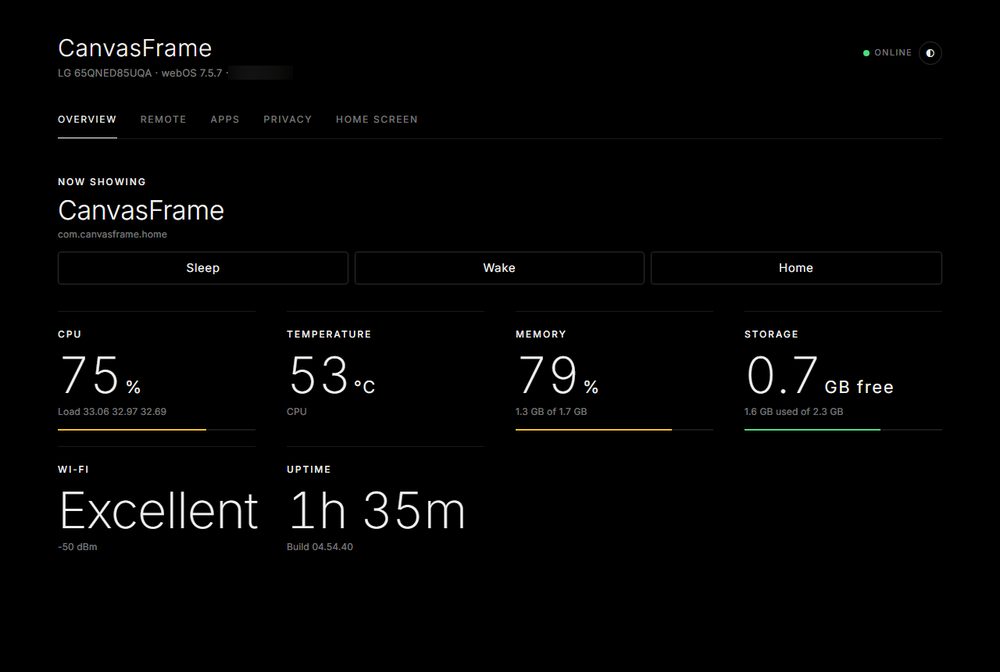 CanvasFrame
ONLINE
LG 65QNED85UQA · webOS 7.5.7 ·
OVERVIEW REMOTE APPS PRIVACY HOME SCREEN
NOW SHOWING
CanvasFrame
com.canvasframe.home
Sleep Wake Home
CPU TEMPERATURE MEMORY STORAGE
75 % 53 °C 79 % 0.7 GB free
Load 33.06 32.97 32.69 CPU 1.3 GB of 1.7 GB 1.6 GB used of 2.3 GB
WI-FI UPTIME
Excellent 1h 35m
-50 dBm Build 04.54.40